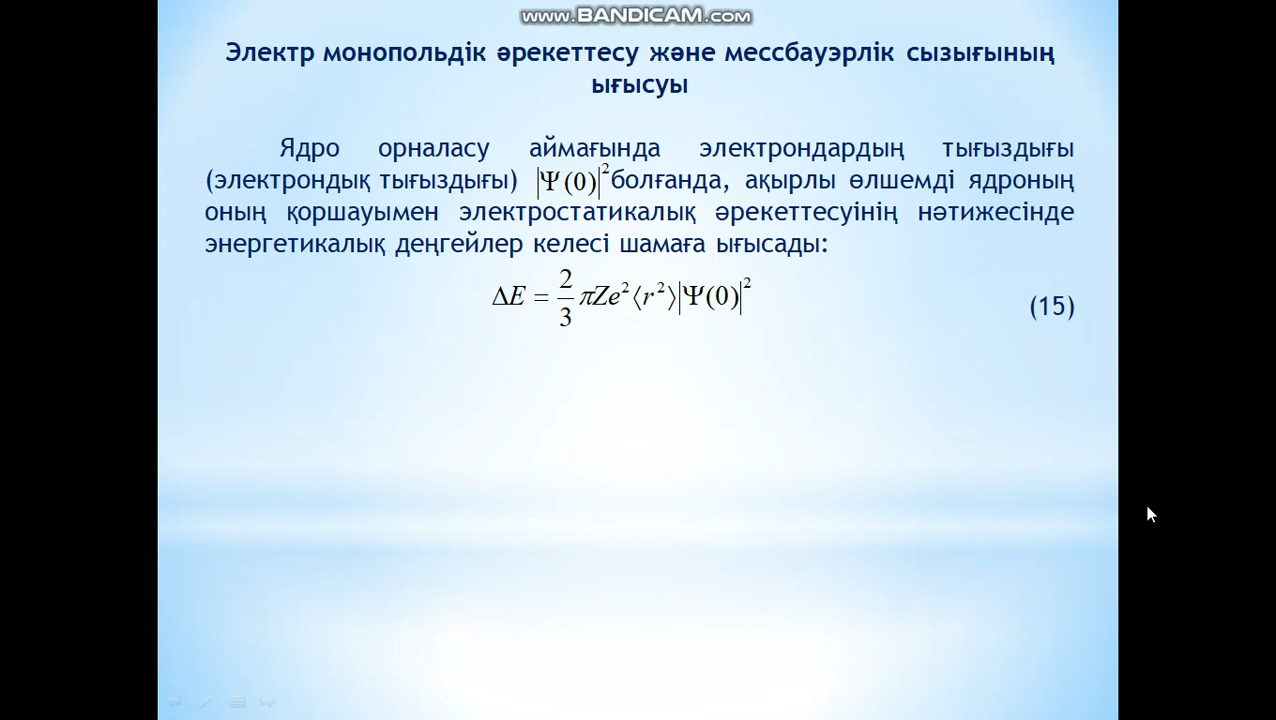 www.BANDICAM.com
Электр монопольдік әрекеттесу және мессбауэрлік сызығының
ығысуы
Ядро орналасу аймағында электрондардың тығыздығы
(электрондық тығыздығы) |Ψ(0)|² болғанда, ақырлы өлшемді ядроның
оның қоршауымен электростатикалық әрекеттесуінің нәтижесінде
энергетикалық деңгейлер келесі шамаға ығысады:
ΔE = 2/3 πZe²⟨r²⟩|Ψ(0)|² (15)